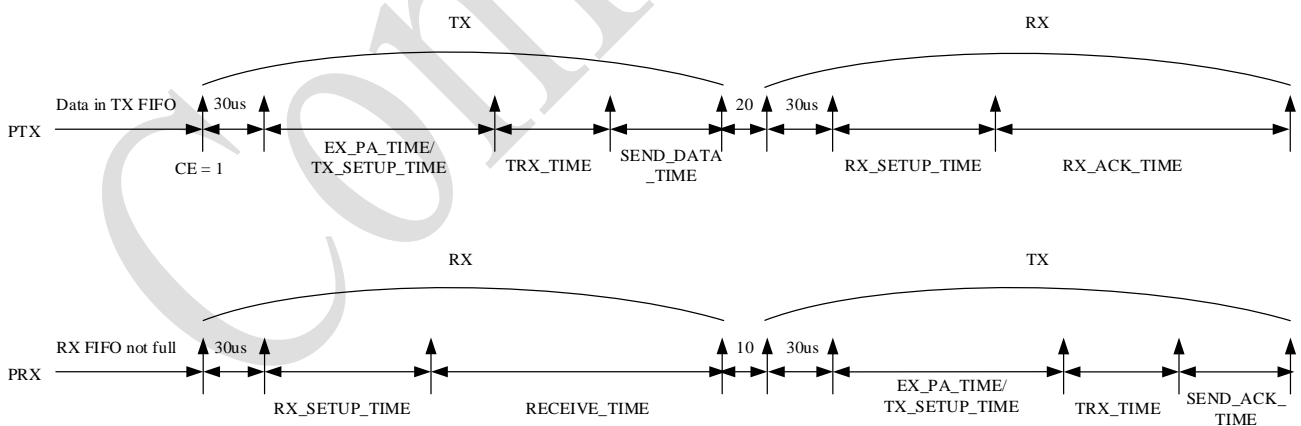 TX RX
Data in TX FIFO 30us 20 30us
PTX
CE = 1 EX_PA_TIME/ TX_SETUP_TIME TRX_TIME SEND_DATA _TIME RX_SETUP_TIME RX_ACK_TIME
RX TX
RX FIFO not full 30us 10 30us
PRX
RX_SETUP_TIME RECEIVE_TIME EX_PA_TIME/ TX_SETUP_TIME TRX_TIME SEND_ACK_ TIME
Con